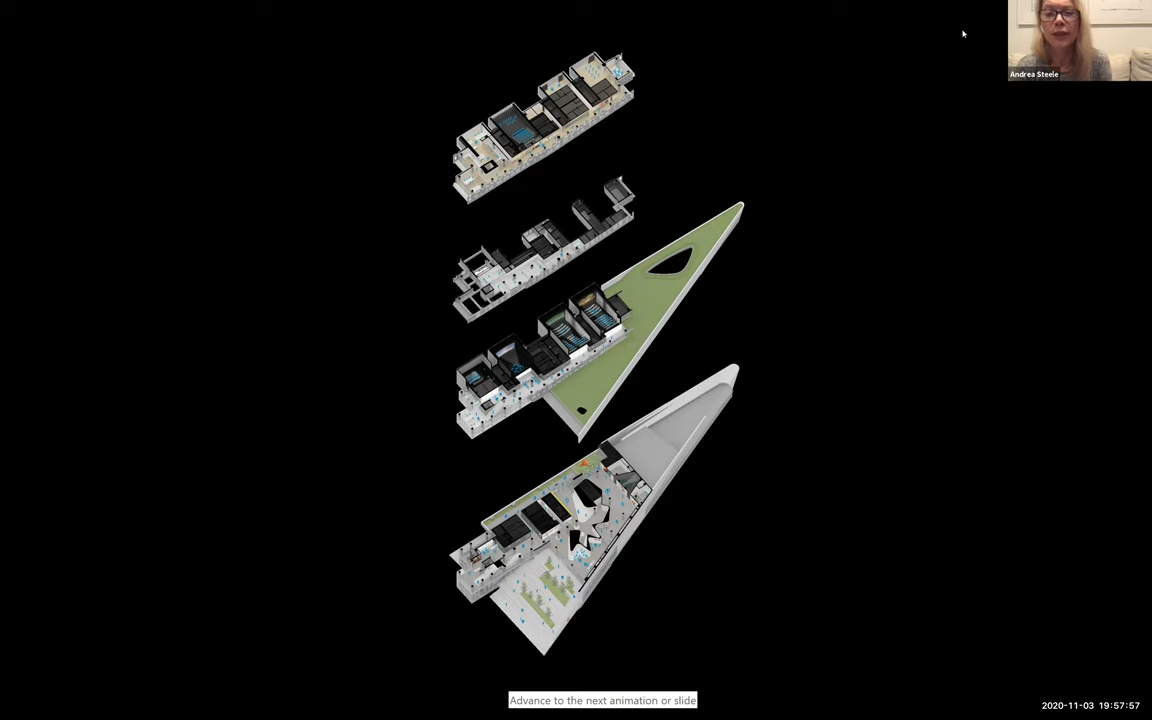 Andrea Steele
Advance to the next animation or slide
2020-11-03 19:57:57